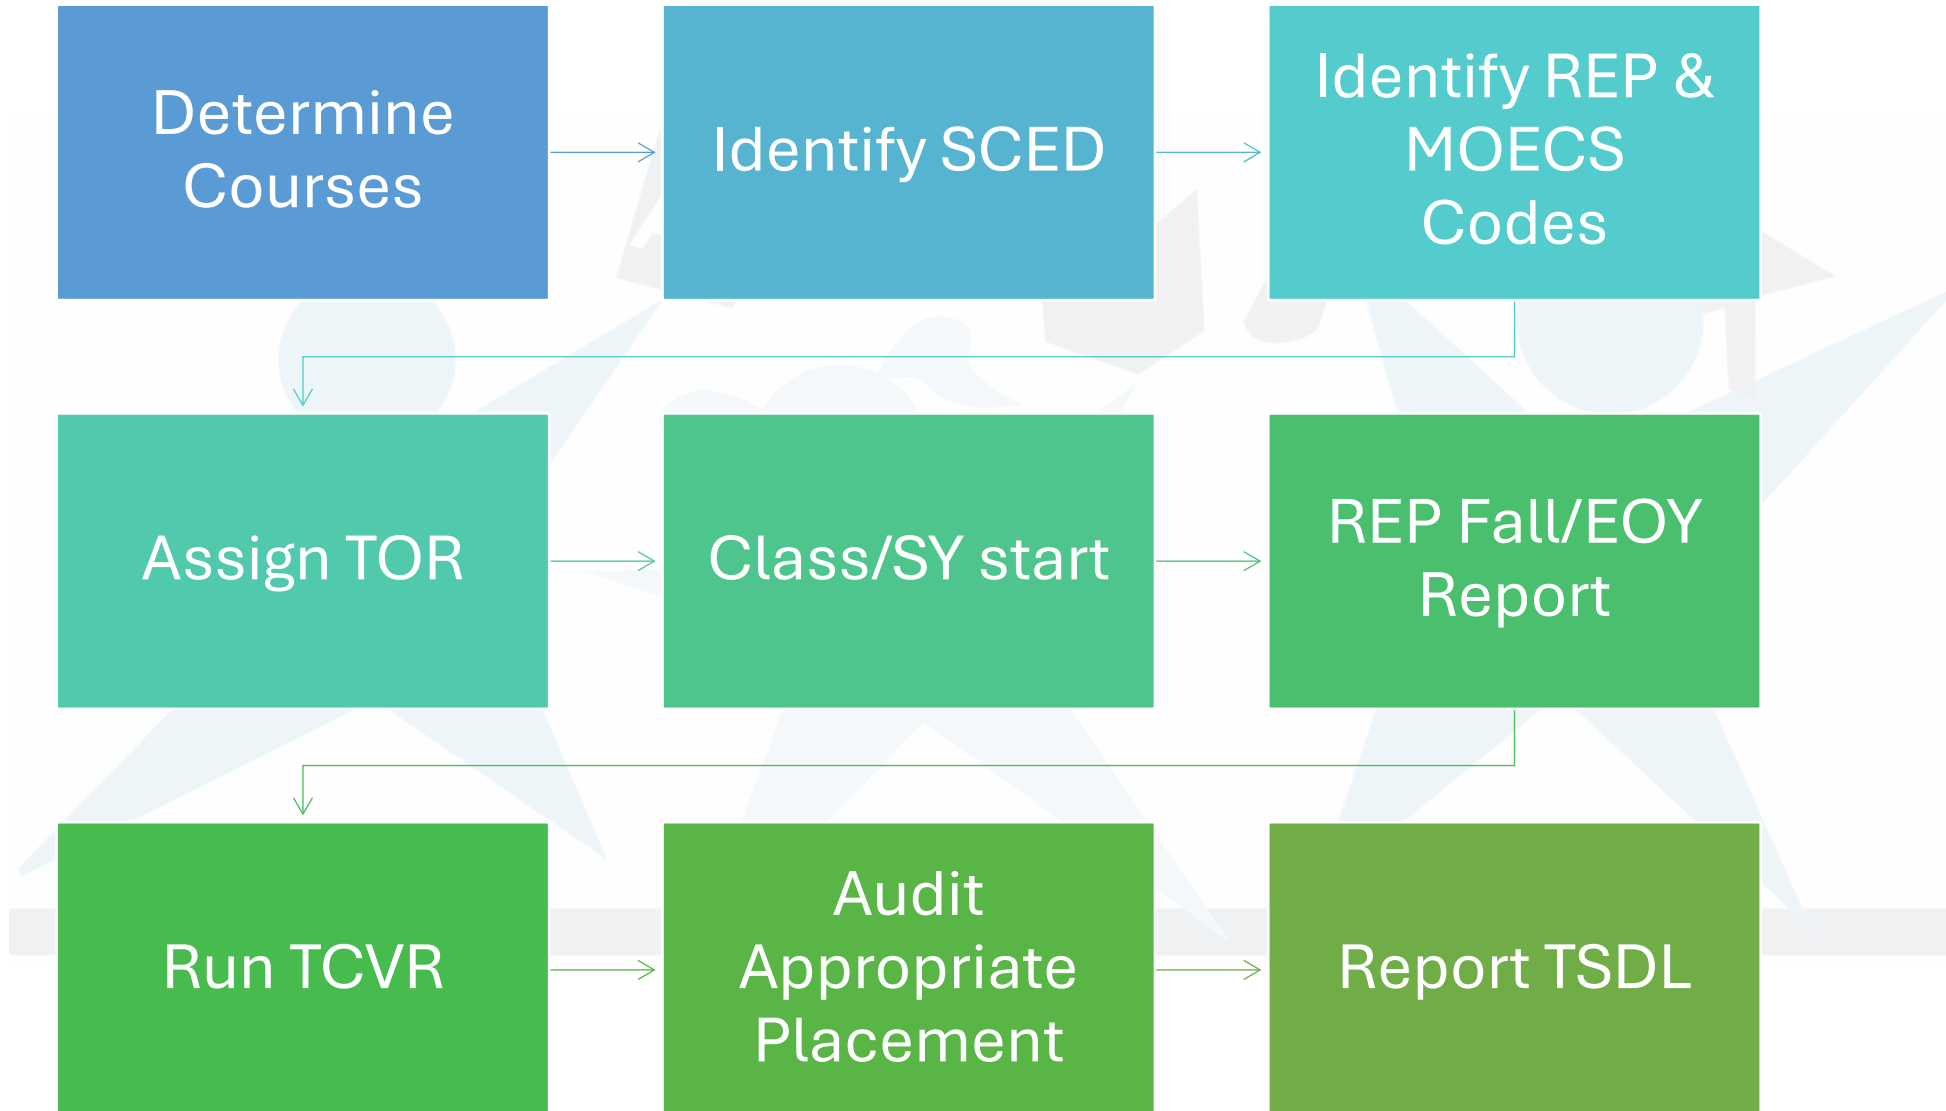 Determine
Courses
Identify SCED
Identify REP &
MOECS
Codes
Assign TOR
Class/SY start
REP Fall/EOY
Report
Run TCVR
Audit
Appropriate
Placement
Report TSDL